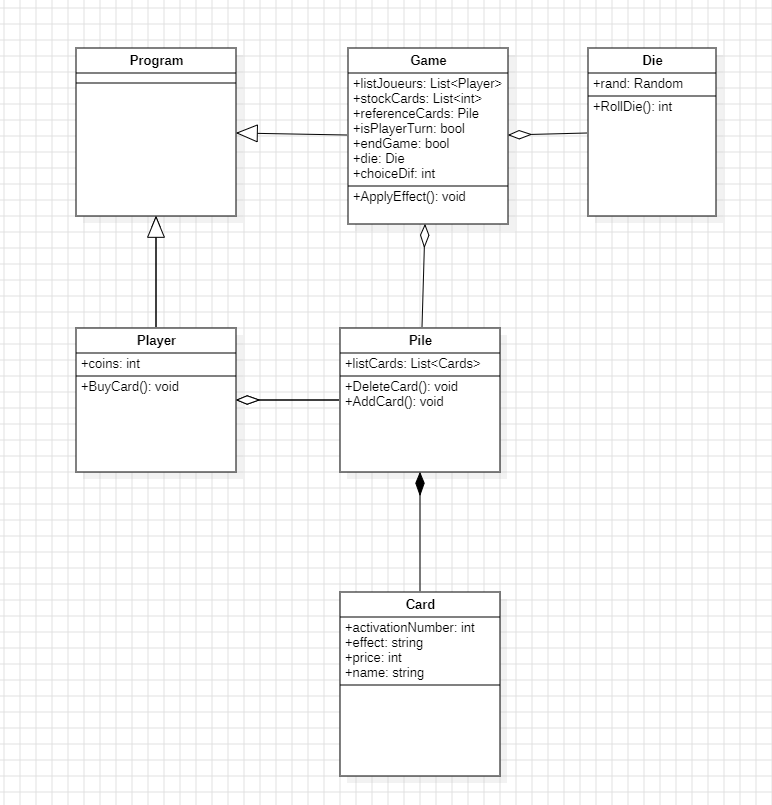 Program
Game
+listJoueurs: List<Player>
+stockCards: List<int>
+referenceCards: Pile
+isPlayerTurn: bool
+endGame: bool
+die: Die
+choiceDif: int
+ApplyEffect(): void
Die
+rand: Random
+RollDie(): int
Player
+coins: int
+BuyCard(): void
Pile
+listCards: List<Cards>
+DeleteCard(): void
+AddCard(): void
Card
+activationNumber: int
+effect: string
+price: int
+name: string